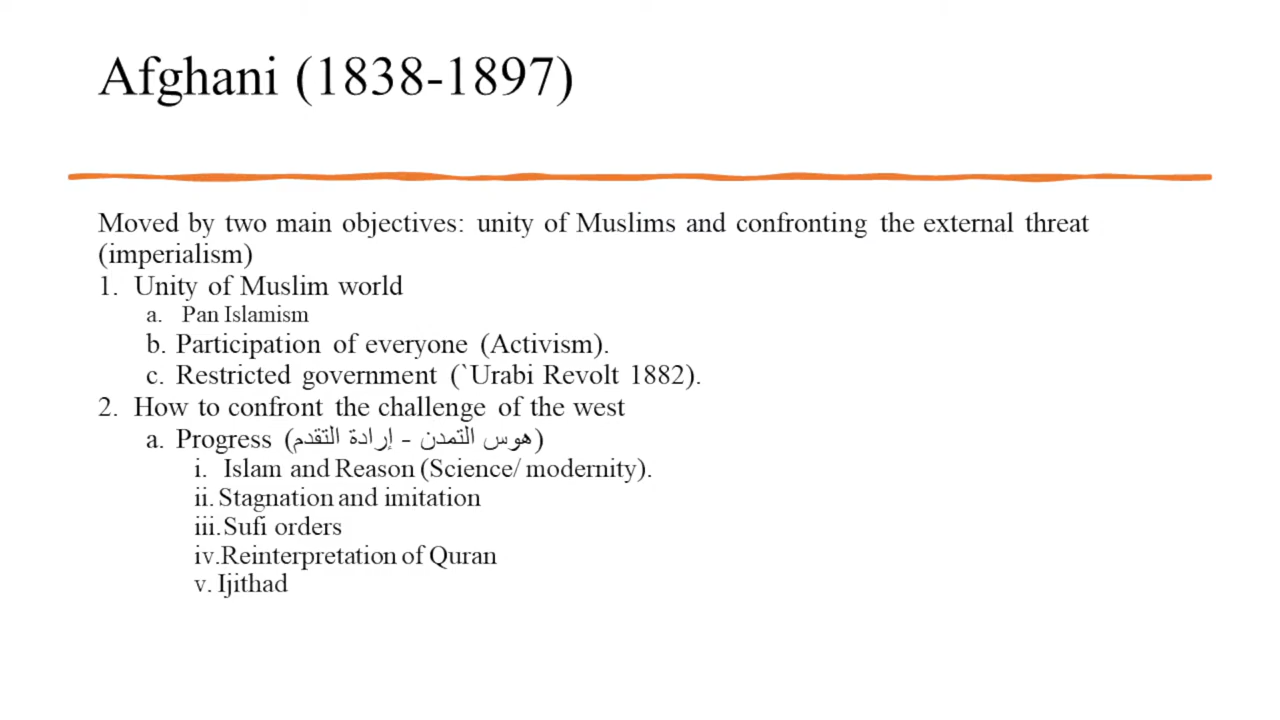 Afghani (1838-1897)
Moved by two main objectives: unity of Muslims and confronting the external threat
(imperialism)
1. Unity of Muslim world
a. Pan Islamism
b. Participation of everyone (Activism).
c. Restricted government (`Urabi Revolt 1882).
2. How to confront the challenge of the west
a. Progress (هوس التمدن - إرادة التقدم)
i. Islam and Reason (Science/ modernity).
ii. Stagnation and imitation
iii. Sufi orders
iv. Reinterpretation of Quran
v. Ijithad